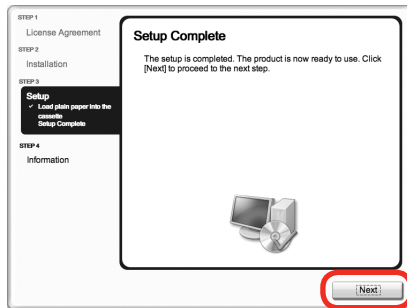 STEP 1
License Agreement
STEP 2
Installation
STEP 3
Setup
✓ Load plain paper into the
cassette
Setup Complete
STEP 4
Information
Setup Complete
The setup is completed. The product is now ready to use. Click
[Next] to proceed to the next step.
Next